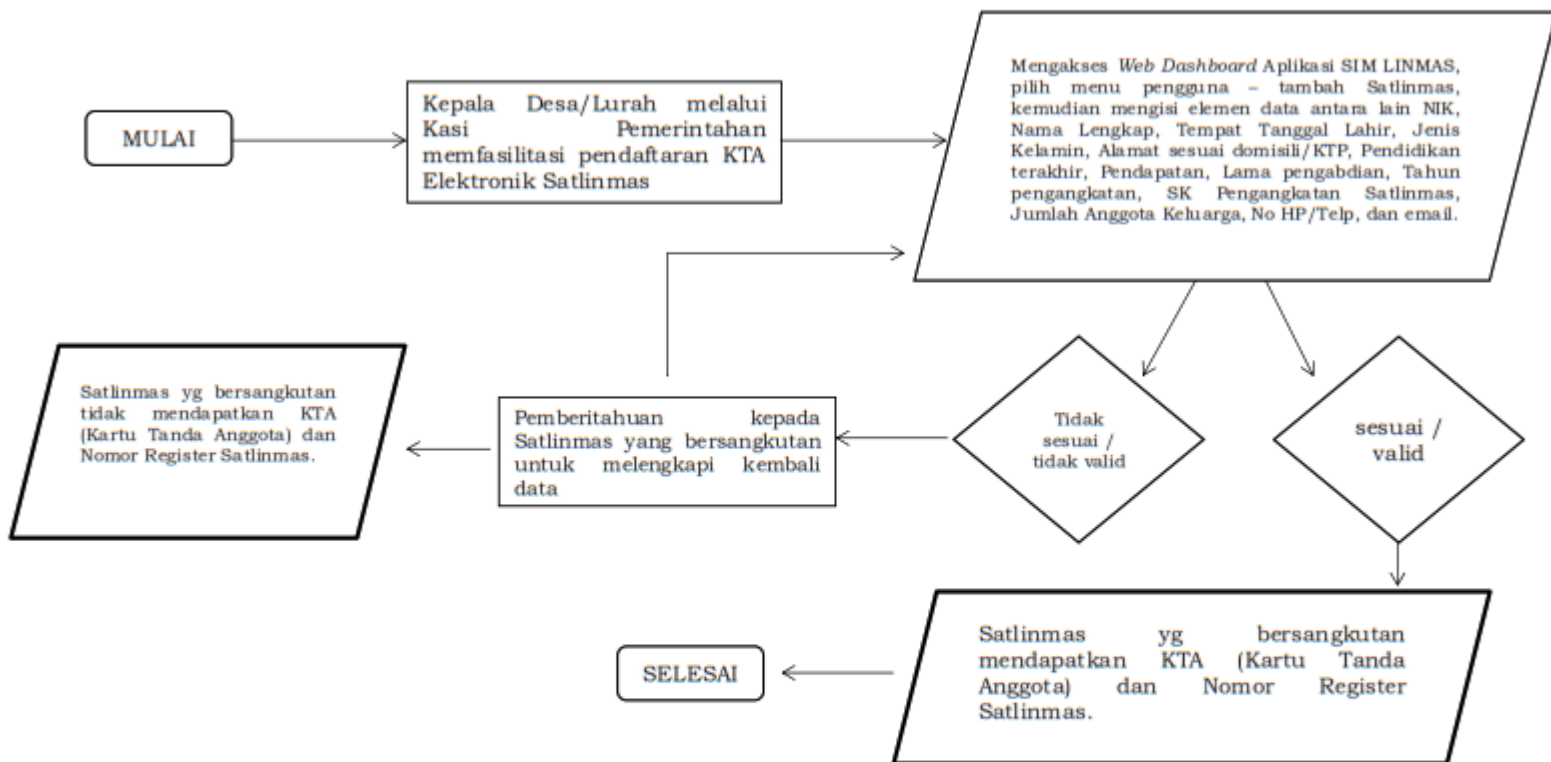 MULAI
Kepala Desa/Lurah melalui
Kasi Pemerintahan
memfasilitasi pendaftaran KTA
Elektronik Satlinmas
Mengakses Web Dashboard Aplikasi SIM LINMAS,
pilih menu pengguna – tambah Satlinmas,
kemudian mengisi elemen data antara lain NIK,
Nama Lengkap, Tempat Tanggal Lahir, Jenis
Kelamin, Alamat sesuai domisili/KTP, Pendidikan
terakhir, Pendapatan, Lama pengabdian, Tahun
pengangkatan, SK Pengangkatan Satlinmas,
Jumlah Anggota Keluarga, No HP/Telp, dan email.
Satlinmas yg bersangkutan
tidak mendapatkan KTA
(Kartu Tanda Anggota) dan
Nomor Register Satlinmas.
Pemberitahuan kepada
Satlinmas yang bersangkutan
untuk melengkapi kembali
data
Tidak
sesuai /
tidak valid
sesuai /
valid
Satlinmas yg bersangkutan
mendapatkan KTA (Kartu Tanda
Anggota) dan Nomor Register
Satlinmas.
SELESAI